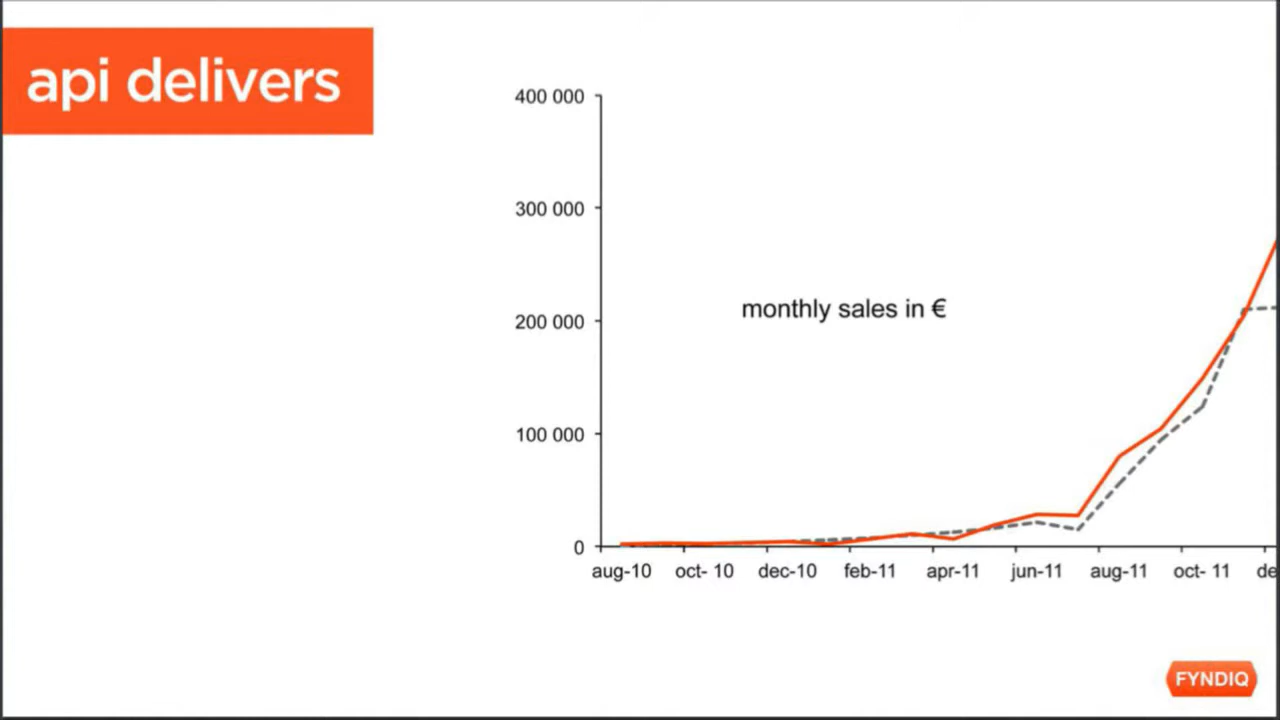 api delivers
400 000
300 000
monthly sales in €
200 000
100 000
0
aug-10 oct- 10 dec-10 feb-11 apr-11 jun-11 aug-11 oct- 11 de
FYNDIQ